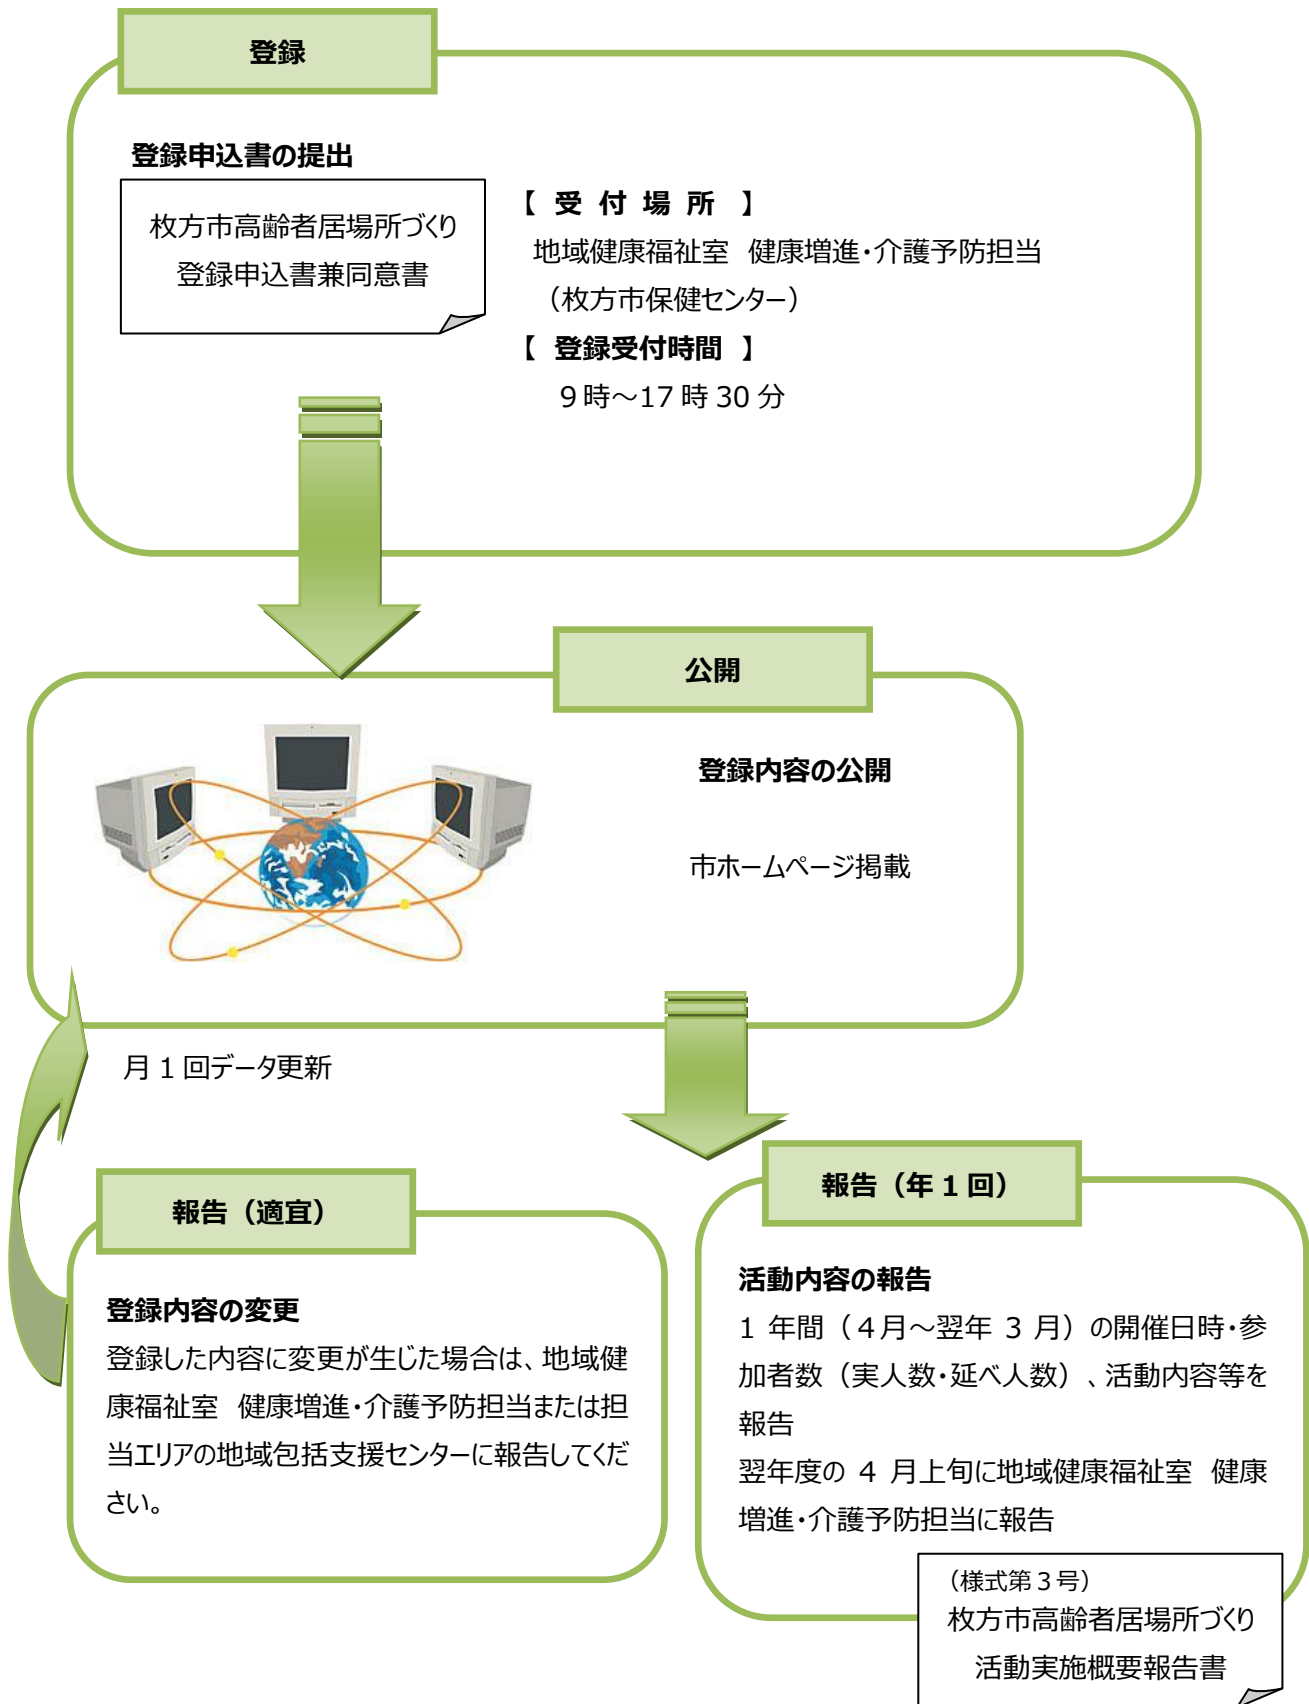 登録
登録申込書の提出
枚方市高齢者居場所づくり
登録申込書兼同意書
【 受 付 場 所 】
地域健康福祉室 健康増進・介護予防担当
（枚方市保健センター）
【 登録受付時間 】
9時～17時30分
公開
登録内容の公開
市ホームページ掲載
月1回データ更新
報告（適宜）
登録内容の変更
登録した内容に変更が生じた場合は、地域健
康福祉室 健康増進・介護予防担当または担
当エリアの地域包括支援センターに報告してくだ
さい。
報告（年1回）
活動内容の報告
1年間（4月～翌年3月）の開催日時・参
加者数（実人数・延べ人数）、活動内容等を
報告
翌年度の4月上旬に地域健康福祉室 健康
増進・介護予防担当に報告
（様式第3号）
枚方市高齢者居場所づくり
活動実施概要報告書